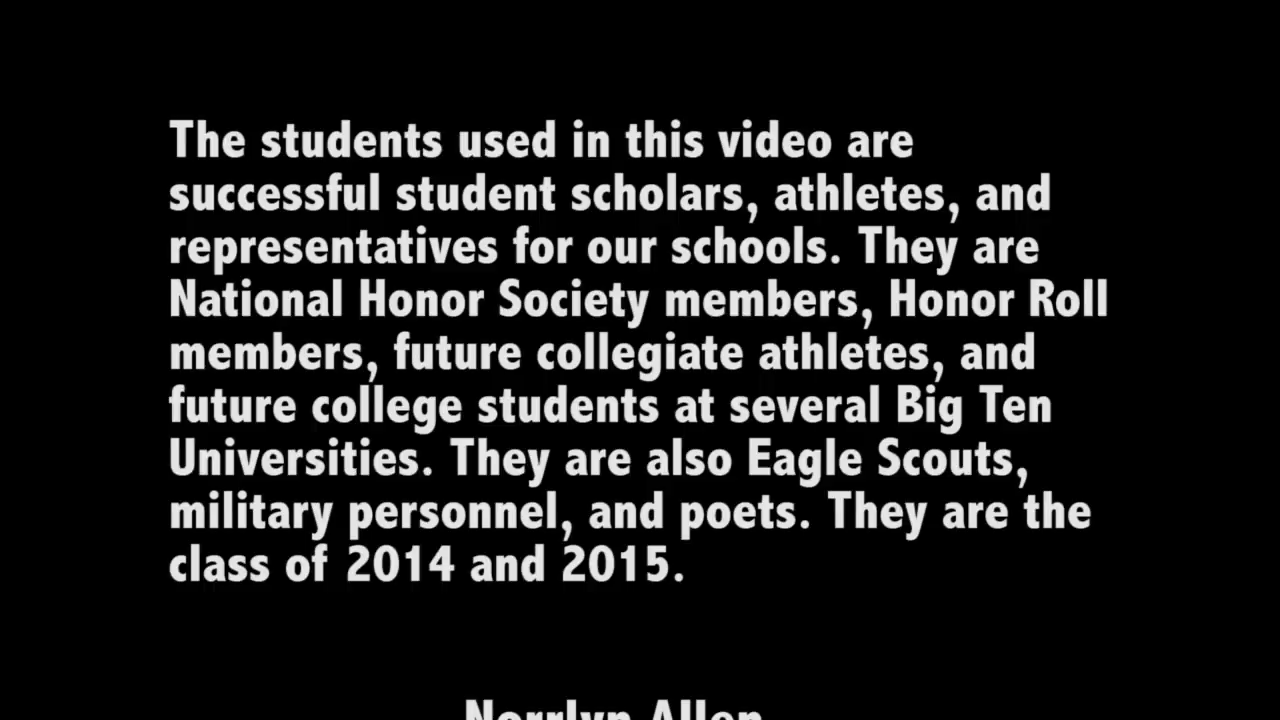 The students used in this video are
successful student scholars, athletes, and
representatives for our schools. They are
National Honor Society members, Honor Roll
members, future collegiate athletes, and
future college students at several Big Ten
Universities. They are also Eagle Scouts,
military personnel, and poets. They are the
class of 2014 and 2015.
Norrlyn Allen